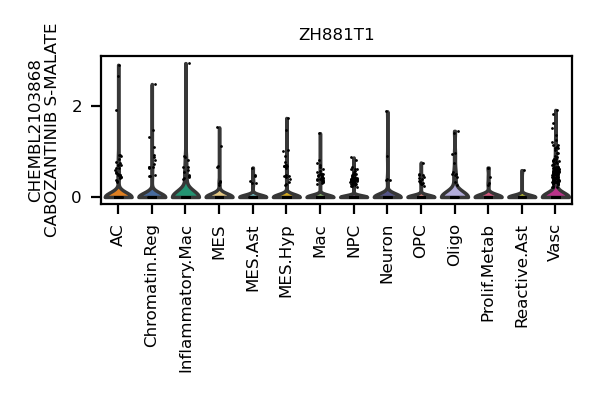 ZH881T1
CHEMBL2103868
CABOZANTINIB S-MALATE
2
0
AC
Chromatin.Reg
Inflammatory.Mac
MES
MES.Ast
MES.Hyp
Mac
NPC
Neuron
OPC
Oligo
Prolif.Metab
Reactive.Ast
Vasc